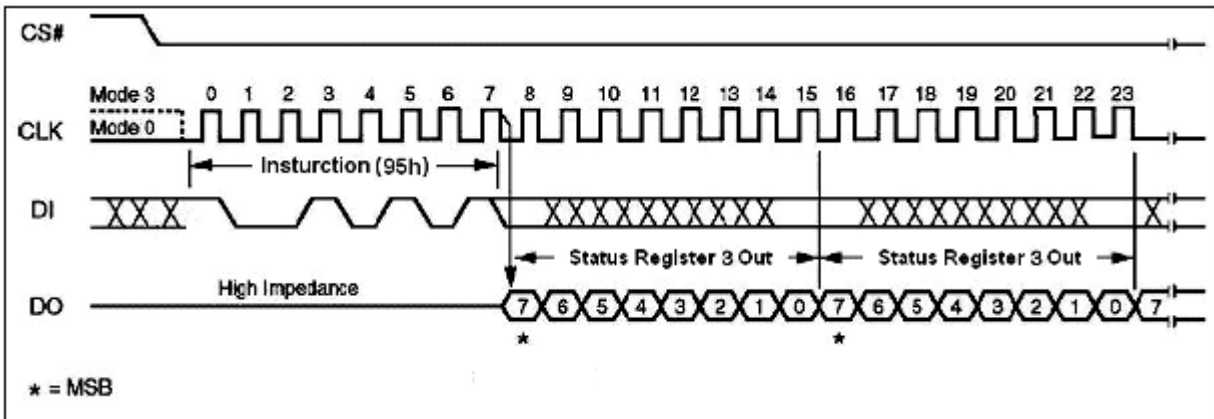 CS#
Mode 3 0 1 2 3 4 5 6 7 8 9 10 11 12 13 14 15 16 17 18 19 20 21 22 23
CLK Mode 0
Insturction (95h)
DI
Status Register 3 Out Status Register 3 Out
High Impedance
DO 7 6 5 4 3 2 1 0 7 6 5 4 3 2 1 0 7
* *
* = MSB